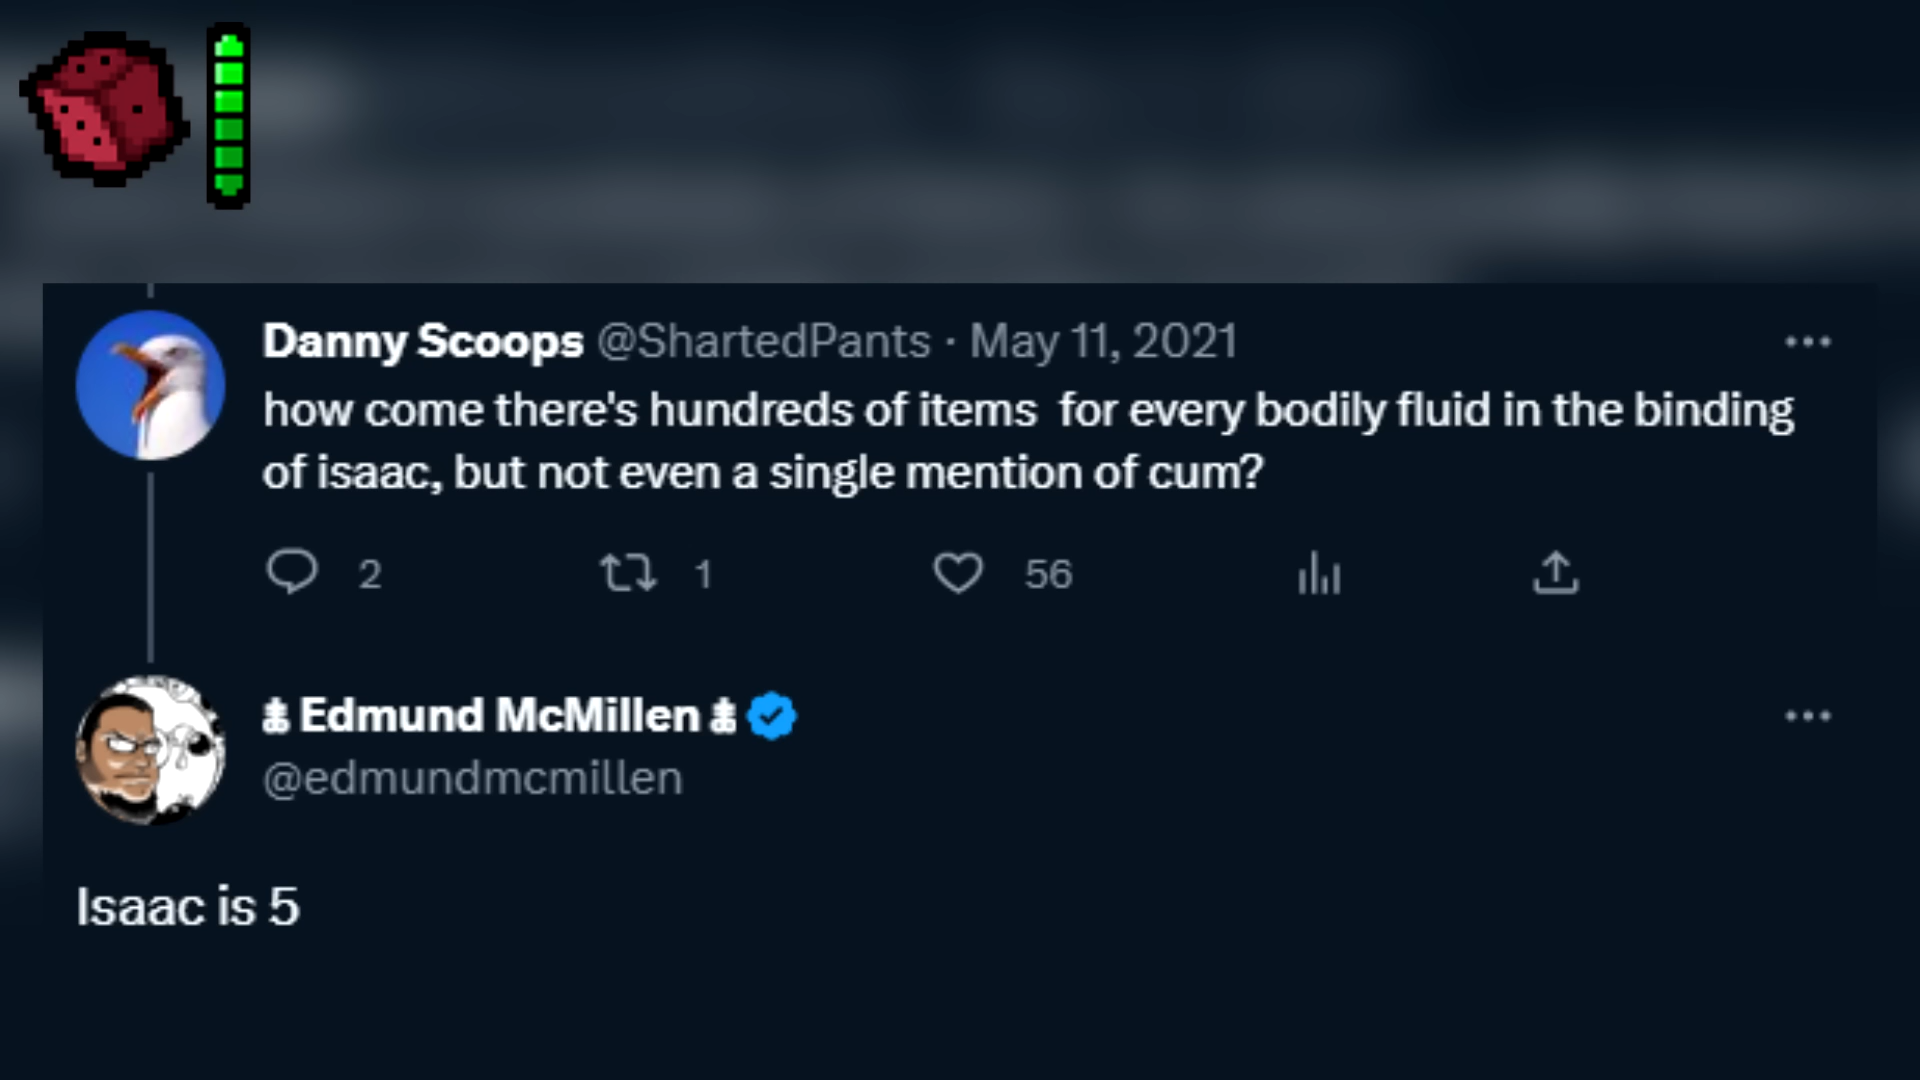 Danny Scoops @ShartedPants · May 11, 2021
how come there's hundreds of items  for every bodily fluid in the binding
of isaac, but not even a single mention of cum?
2 1 56
Edmund McMillen
@edmundmcmillen
Isaac is 5